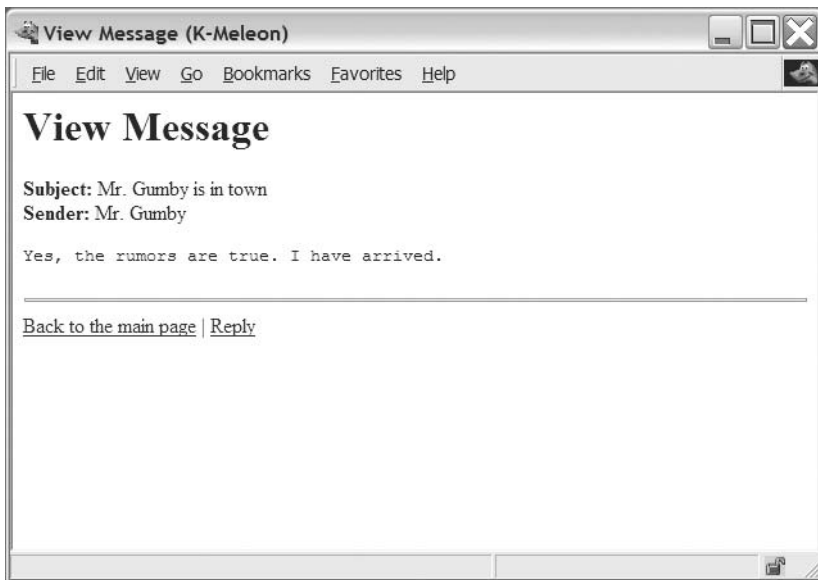 View Message (K-Meleon)
File Edit View Go Bookmarks Favorites Help
View Message
Subject: Mr. Gumby is in town
Sender: Mr. Gumby
Yes, the rumors are true. I have arrived.
Back to the main page | Reply